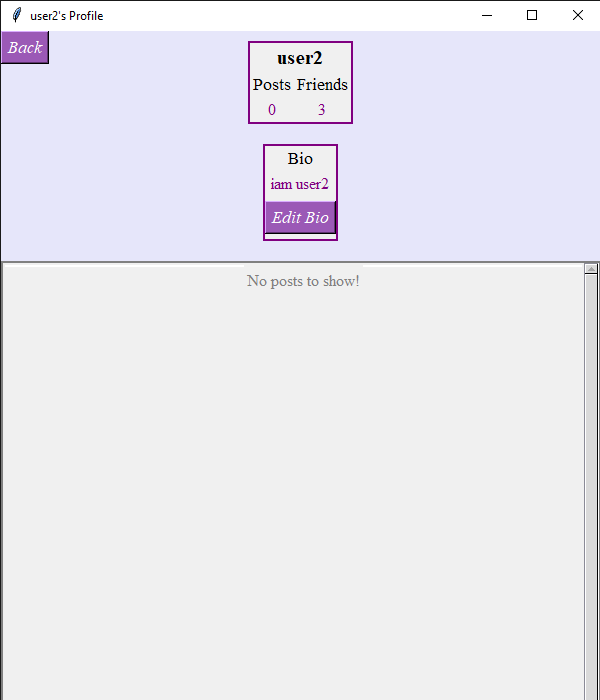 user2's Profile
Back
user2
Posts Friends
0 3
Bio
iam user2
Edit Bio
No posts to show!